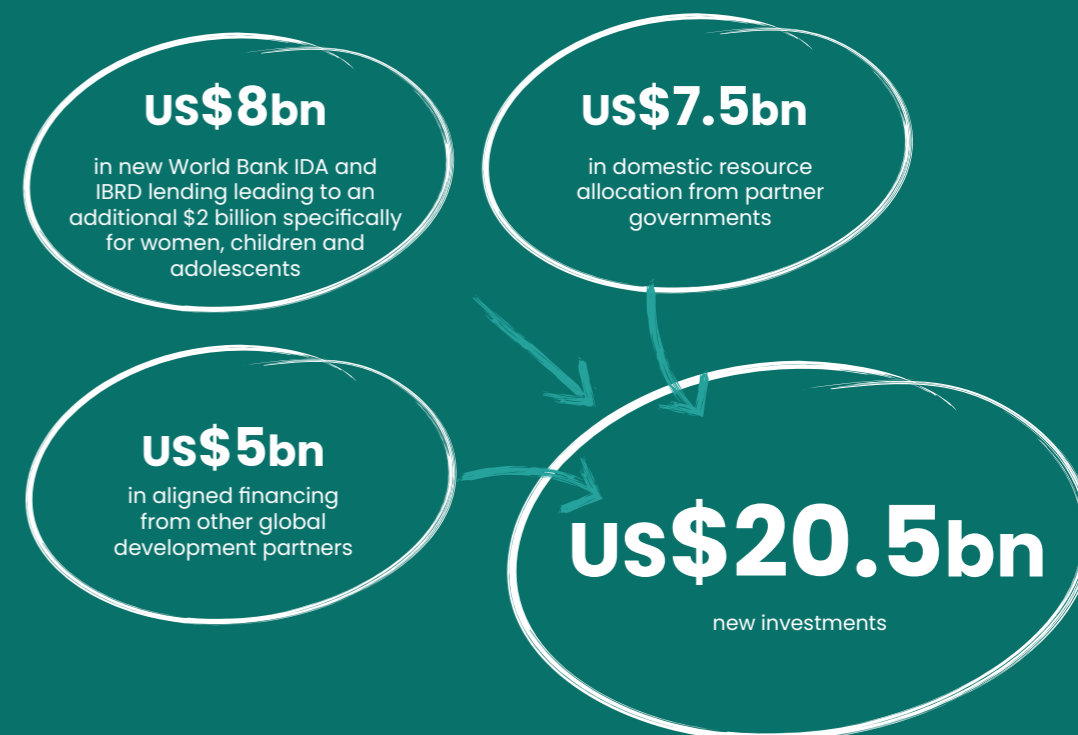 US$8bn
in new World Bank IDA and
IBRD lending leading to an
additional $2 billion specifically
for women, children and
adolescents
US$7.5bn
in domestic resource
allocation from partner
governments
US$5bn
in aligned financing
from other global
development partners
US$20.5bn
new investments